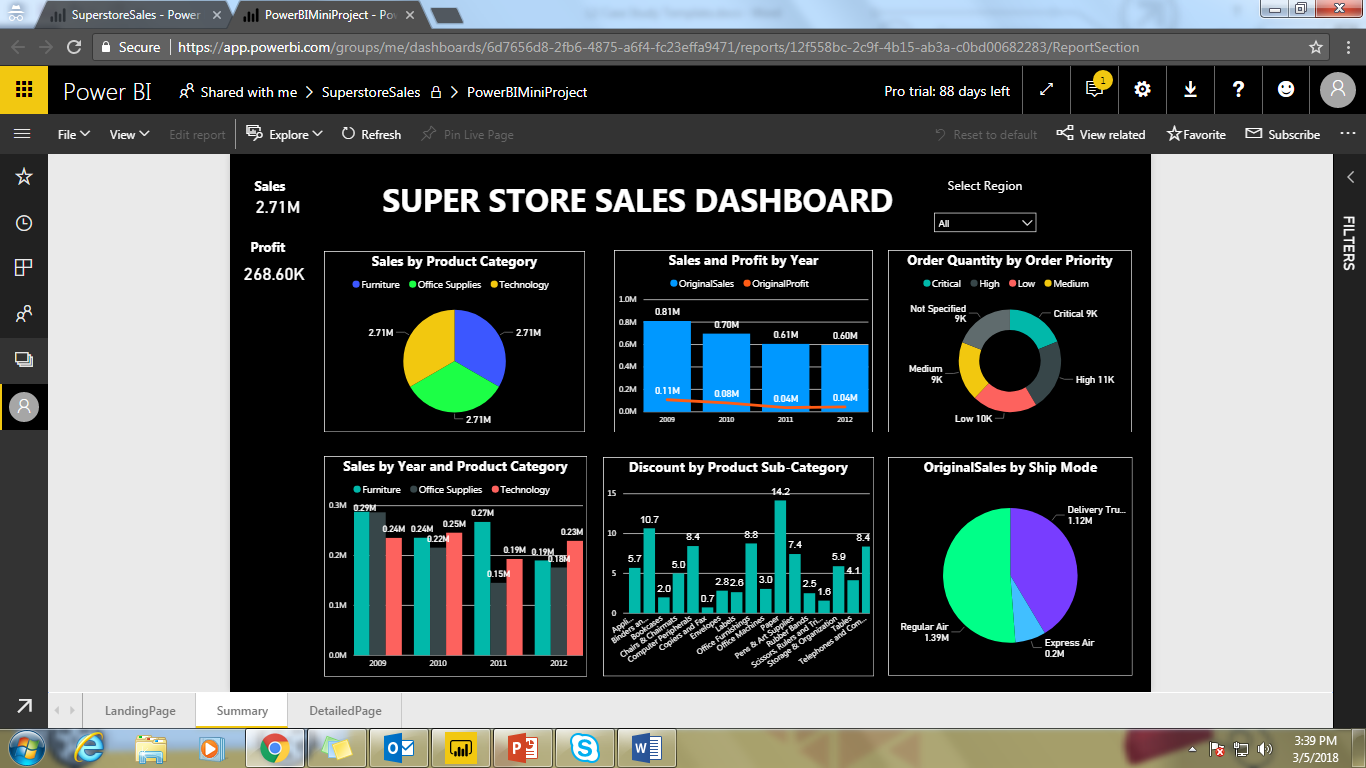 SuperstoreSales - Power
PowerBIMiniProject - Pow
Secure
https://app.powerbi.com/groups/me/dashboards/6d7656d8-2fb6-4875-a6f4-fc23effa9471/reports/12f558bc-2c9f-4b15-ab3a-c0bd00682283/ReportSection
Power BI
Shared with me > SuperstoreSales > PowerBIMiniProject
Pro trial: 88 days left
1
File View Edit report Explore Refresh Pin Live Page
Reset to default View related Favorite Subscribe
FILTERS
Sales
2.71M
SUPER STORE SALES DASHBOARD
Select Region
All
Profit
268.60K
Sales by Product Category
Furniture Office Supplies Technology
2.71M
2.71M
2.71M
Sales and Profit by Year
OriginalSales OriginalProfit
1.0M
0.8M
0.6M
0.4M
0.2M
0.0M
0.81M 0.70M 0.61M 0.60M
0.11M 0.08M 0.04M 0.04M
2009 2010 2011 2012
Order Quantity by Order Priority
Critical High Low Medium
Not Specified
9K
Critical 9K
Medium
9K
High 11K
Low 10K
Sales by Year and Product Category
Furniture Office Supplies Technology
0.3M
0.2M
0.1M
0.0M
0.29M 0.24M 0.24M 0.22M 0.25M 0.27M 0.15M 0.19M 0.19M 0.18M 0.23M
2009 2010 2011 2012
Discount by Product Sub-Category
15
10
5
0
5.7 10.7 2.0 5.0 8.4 0.7 2.8 2.6 8.8 3.0 14.2 7.4 2.5 1.6 5.9 4.1 8.4
Appli...
Binders an...
Bookcases
Chairs & Chairmats
Computer Peripherals
Copiers and Fax
Envelopes
Labels
Office Furnishings
Office Machines
Paper
Pens & Art Supplies
Rubber Bands
Scissors, Rulers and Tri...
Storage & Organization
Tables
Telephones and Com...
OriginalSales by Ship Mode
Delivery Tru...
1.12M
Regular Air
1.39M
Express Air
0.2M
LandingPage Summary DetailedPage
3:39 PM
3/5/2018